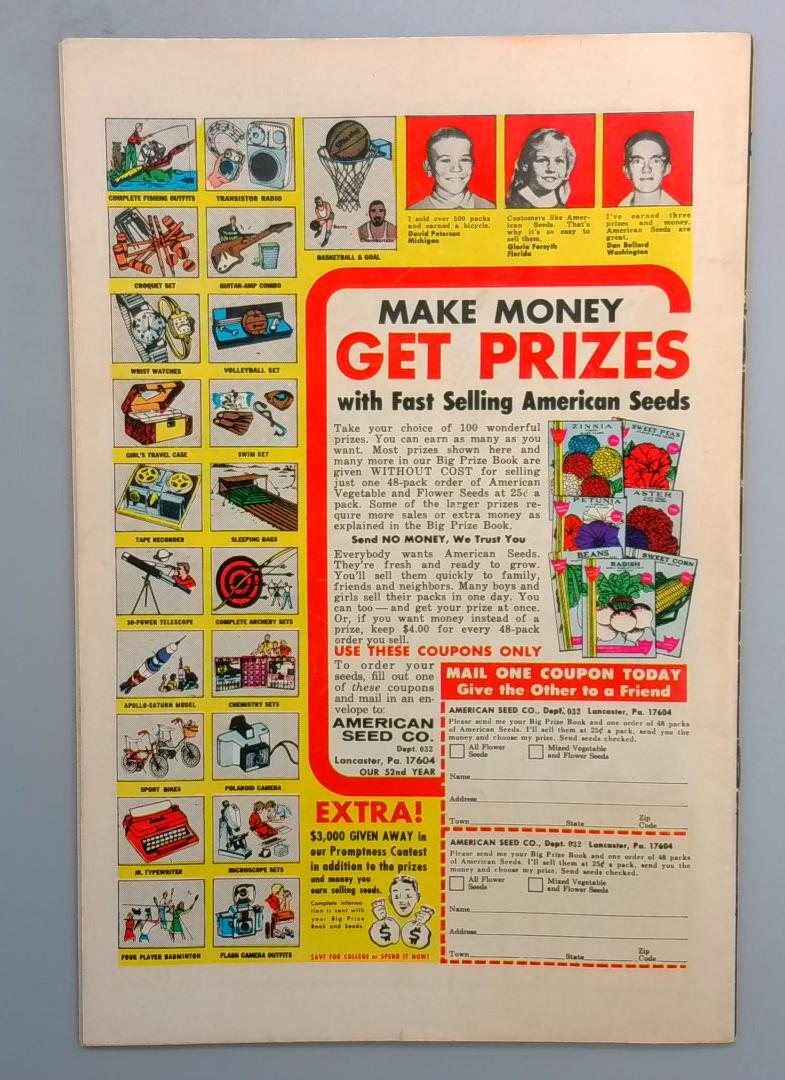 COMPLETE FISHING OUTFITS
TRANSISTOR RADIO
CROQUET SET
GUITAR-AMP COMBO
WRIST WATCHES
VOLLEYBALL SET
GIRL'S TRAVEL CASE
SWIM SET
TAPE RECORDER
SLEEPING BAGS
30-POWER TELESCOPE
COMPLETE ARCHERY SETS
APOLLO-SATURN MODEL
CHEMISTRY SETS
SPORT BIKES
POLAROID CAMERA
JR. TYPEWRITER
MICROSCOPE SETS
FOUR PLAYER BADMINTON
FLASH CAMERA OUTFITS
BASKETBALL & GOAL
I sold over 500 packs
and earned a bicycle.
David Peterson
Michigan
Customers like Amer-
ican Seeds. That's
why it's so easy to
sell them.
Gloria Forsyth
Florida
I've earned three
prizes and money.
American Seeds are
great.
Dan Bullard
Washington
MAKE MONEY
GET PRIZES
with Fast Selling American Seeds
Take your choice of 100 wonderful
prizes. You can earn as many as you
want. Most prizes shown here and
many more in our Big Prize Book are
given WITHOUT COST for selling
just one 48-pack order of American
Vegetable and Flower Seeds at 25¢ a
pack. Some of the larger prizes re-
quire more sales or extra money as
explained in the Big Prize Book.
Send NO MONEY, We Trust You
Everybody wants American Seeds.
They're fresh and ready to grow.
You'll sell them quickly to family,
friends and neighbors. Many boys and
girls sell their packs in one day. You
can too — and get your prize at once.
Or, if you want money instead of a
prize, keep $4.00 for every 48-pack
order you sell.
ZINNIA
SWEET PEAS
PETUNIA
ASTER
BEANS
RADISH
SWEET CORN
USE THESE COUPONS ONLY
To order your
seeds, fill out one
of these coupons
and mail in an en-
velope to:
AMERICAN
SEED CO.
Dept. 032
Lancaster, Pa. 17604
OUR 52nd YEAR
EXTRA!
$3,000 GIVEN AWAY in
our Promptness Contest
in addition to the prizes
and money you
earn selling seeds.
Complete informa-
tion is sent with
your Big Prize
Book and Seeds.
$ $
SAVE FOR COLLEGE or SPEND IT NOW!
MAIL ONE COUPON TODAY
Give the Other to a Friend
AMERICAN SEED CO., Dept. 032 Lancaster, Pa. 17604
Please send me your Big Prize Book and one order of 48 packs
of American Seeds. I'll sell them at 25¢ a pack, send you the
money and choose my prize. Send seeds checked.
All Flower Seeds
Mixed Vegetable and Flower Seeds
Name
Address
Town State Zip Code
AMERICAN SEED CO., Dept. 032 Lancaster, Pa. 17604
Please send me your Big Prize Book and one order of 48 packs
of American Seeds. I'll sell them at 25¢ a pack, send you the
money and choose my prize. Send seeds checked.
All Flower Seeds
Mixed Vegetable and Flower Seeds
Name
Address
Town State Zip Code